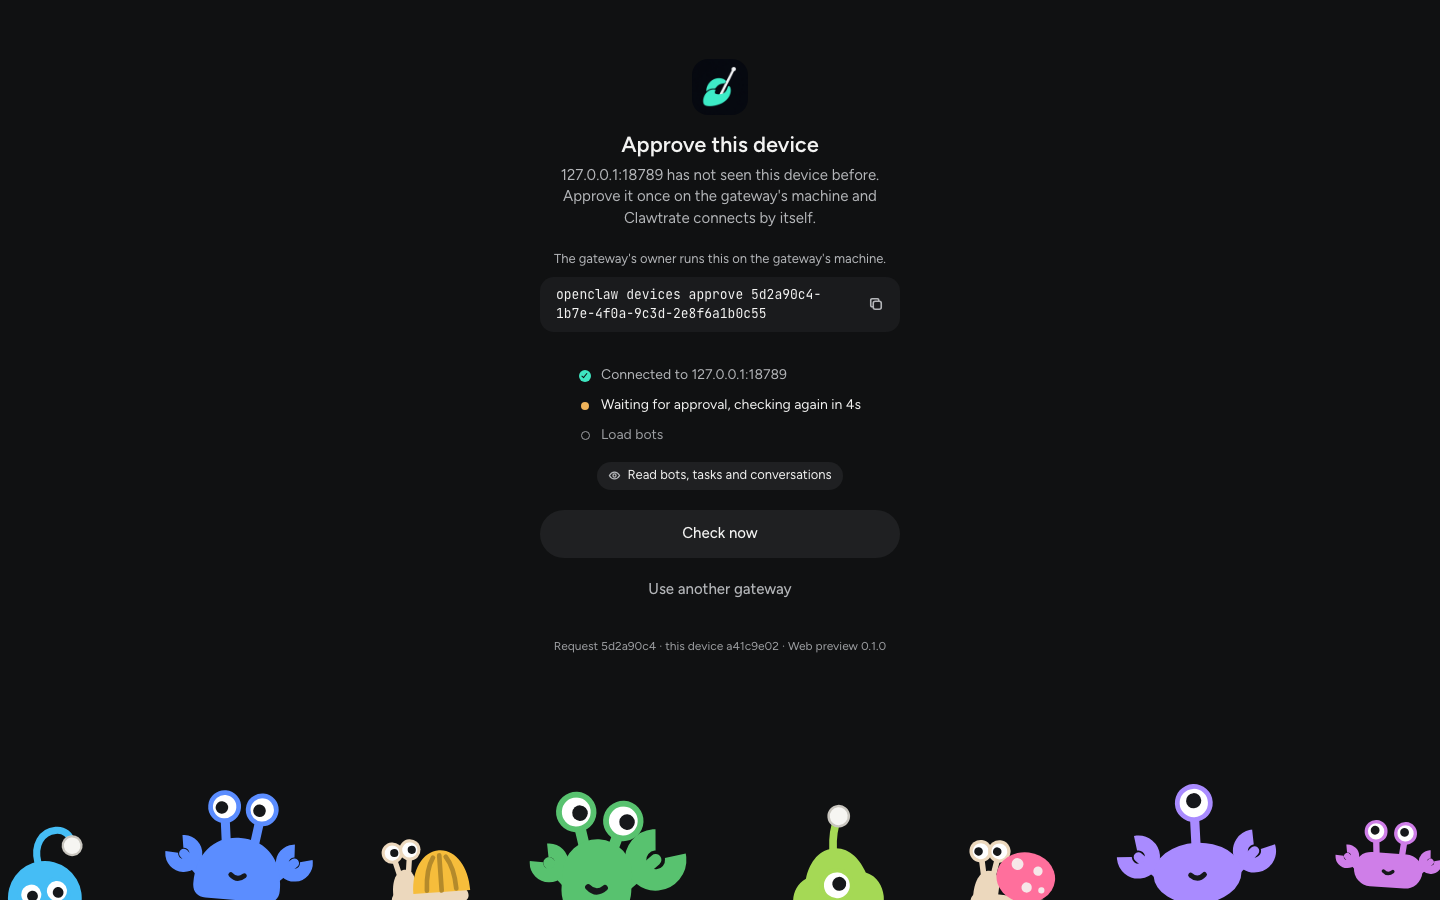 Approve this device
127.0.0.1:18789 has not seen this device before.
Approve it once on the gateway's machine and
Clawtrate connects by itself.
The gateway's owner runs this on the gateway's machine.
openclaw devices approve 5d2a90c4-
1b7e-4f0a-9c3d-2e8f6a1b0c55
Connected to 127.0.0.1:18789
Waiting for approval, checking again in 4s
Load bots
Read bots, tasks and conversations
Check now
Use another gateway
Request 5d2a90c4 · this device a41c9e02 · Web preview 0.1.0